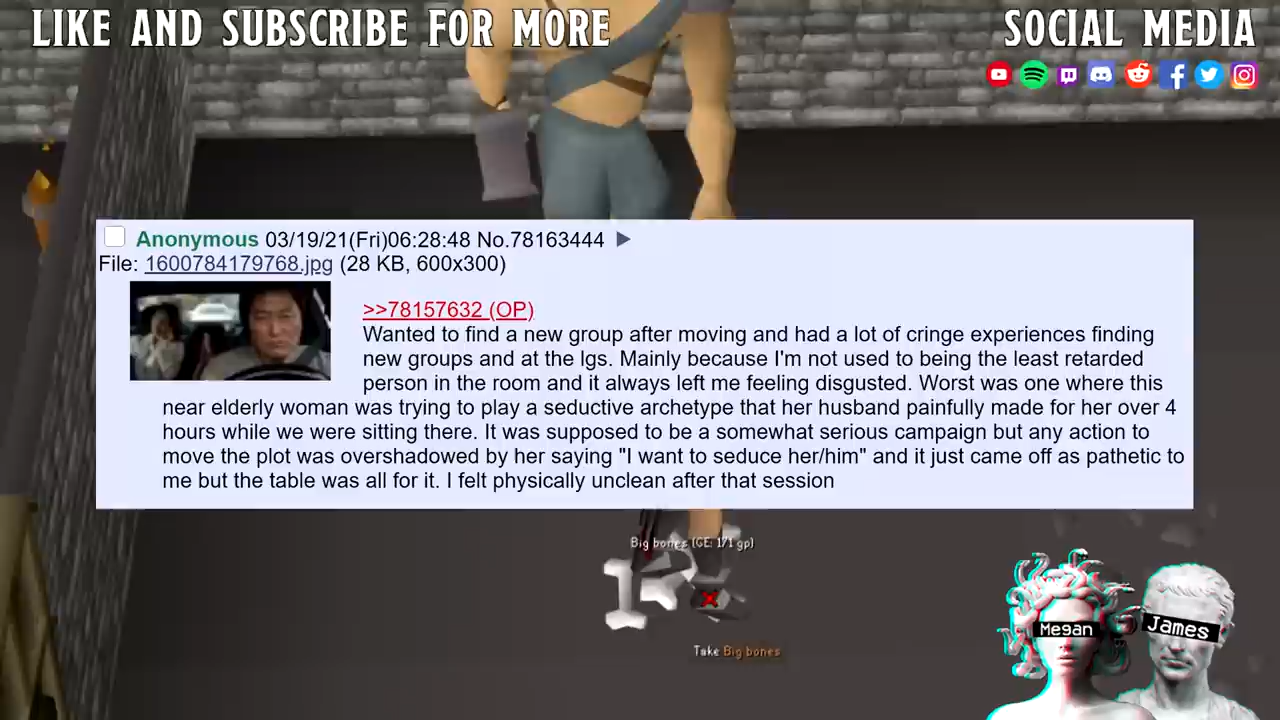 LIKE AND SUBSCRIBE FOR MORE
SOCIAL MEDIA
Anonymous 03/19/21(Fri)06:28:48 No.78163444 ▶
File: 1600784179768.jpg (28 KB, 600x300)
>>78157632 (OP)
Wanted to find a new group after moving and had a lot of cringe experiences finding
new groups and at the lgs. Mainly because I'm not used to being the least retarded
person in the room and it always left me feeling disgusted. Worst was one where this
near elderly woman was trying to play a seductive archetype that her husband painfully made for her over 4
hours while we were sitting there. It was supposed to be a somewhat serious campaign but any action to
move the plot was overshadowed by her saying "I want to seduce her/him" and it just came off as pathetic to
me but the table was all for it. I felt physically unclean after that session
Big bones (GE: 171 gp)
Take Big bones
Megan
James